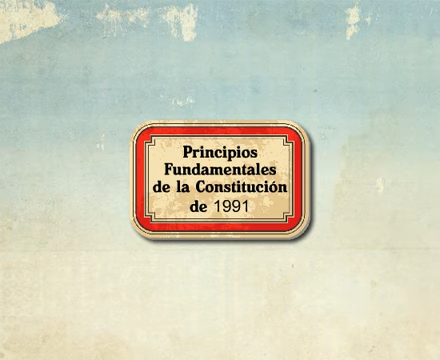 Principios
Fundamentales
de la Constitución
de 1991